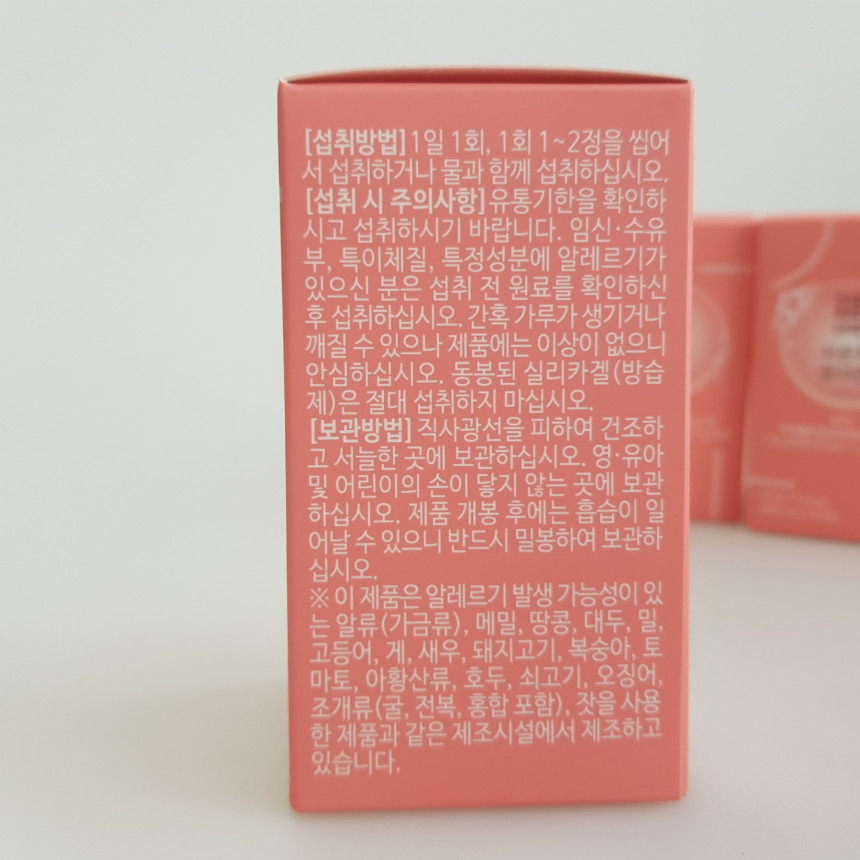 [섭취방법] 1일 1회, 1회 1~2정을 씹어
서 섭취하거나 물과 함께 섭취하십시오.
[섭취 시 주의사항] 유통기한을 확인하
시고 섭취하시기 바랍니다. 임신·수유
부, 특이체질, 특정성분에 알레르기가
있으신 분은 섭취 전 원료를 확인하신
후 섭취하십시오. 간혹 가루가 생기거나
깨질 수 있으나 제품에는 이상이 없으니
안심하십시오. 동봉된 실리카겔(방습
제)은 절대 섭취하지 마십시오.
[보관방법] 직사광선을 피하여 건조하
고 서늘한 곳에 보관하십시오. 영·유아
및 어린이의 손이 닿지 않는 곳에 보관
하십시오. 제품 개봉 후에는 흡습이 일
어날 수 있으니 반드시 밀봉하여 보관하
십시오.
※ 이 제품은 알레르기 발생 가능성이 있
는 알류(가금류), 메밀, 땅콩, 대두, 밀,
고등어, 게, 새우, 돼지고기, 복숭아, 토
마토, 아황산류, 호두, 쇠고기, 오징어,
조개류(굴, 전복, 홍합 포함), 잣을 사용
한 제품과 같은 제조시설에서 제조하고
있습니다.